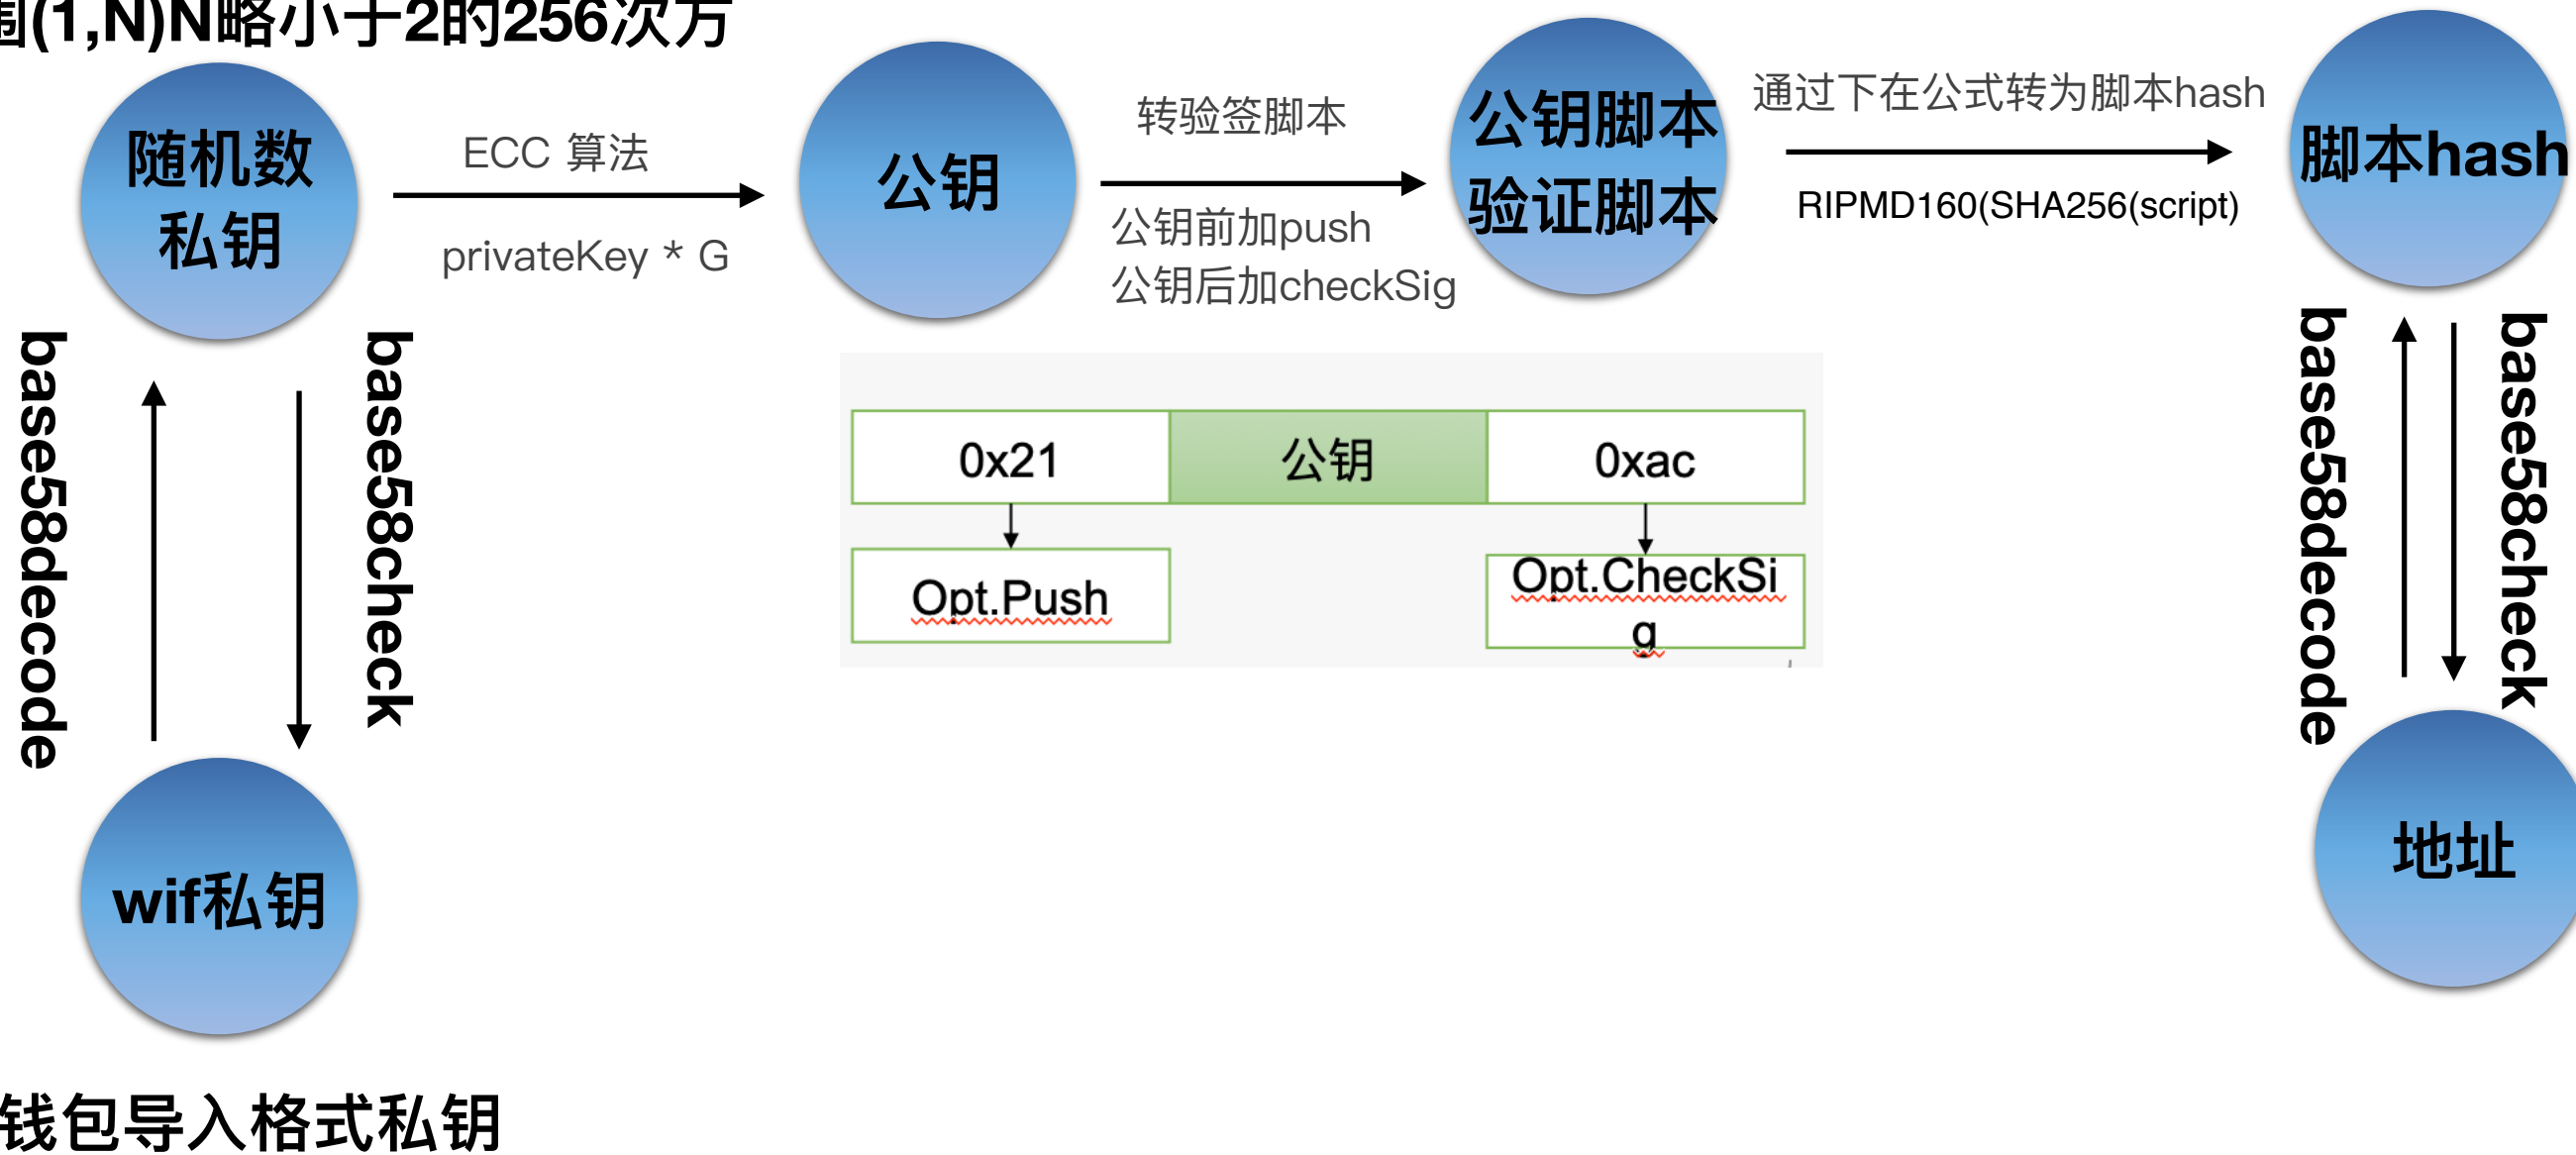 围(1,N)N略小于2的256次方
随机数
私钥
ECC 算法
privateKey * G
公钥
转验签脚本
公钥前加push
公钥后加checkSig
公钥脚本
验证脚本
通过下在公式转为脚本hash
RIPMD160(SHA256(script)
脚本hash
base58decode
base58check
0x21
公钥
0xac
Opt.Push
Opt.CheckSi
g
base58decode
base58check
wif私钥
地址
钱包导入格式私钥